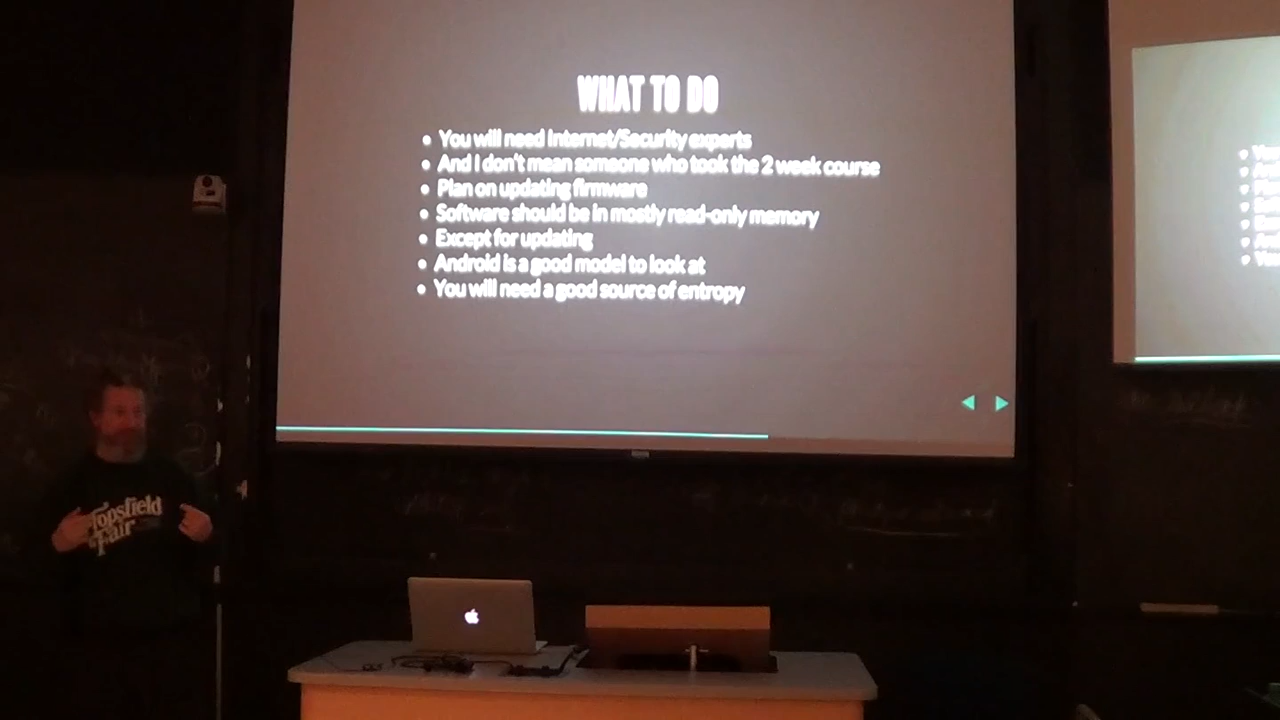 WHAT TO DO
You will need Internet/Security experts
And I don't mean someone who took the 2 week course
Plan on updating firmware
Software should be in mostly read-only memory
Except for updating
Android is a good model to look at
You will need a good source of entropy
Topsfield
Fair